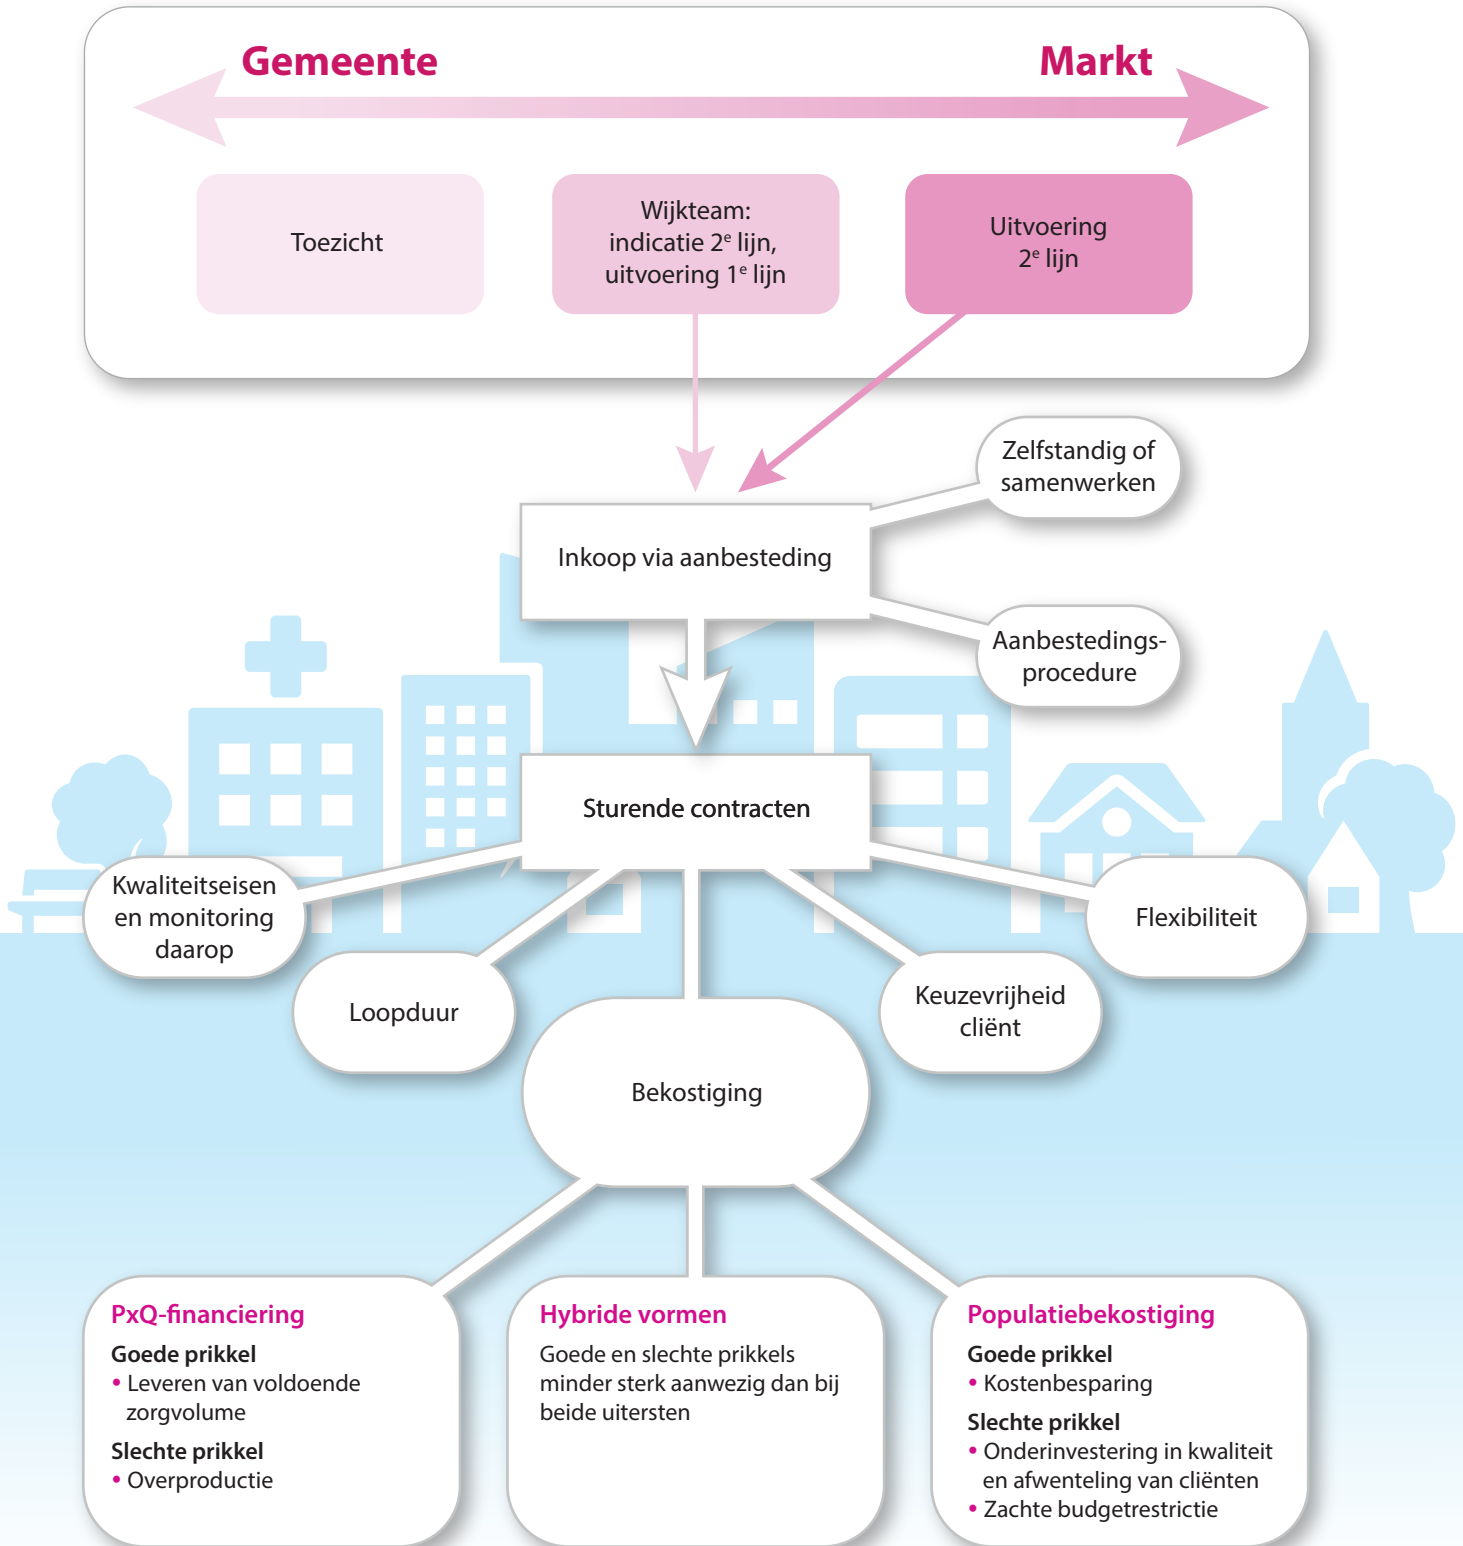 Gemeente
Markt
Toezicht
Wijkteam:
indicatie 2e lijn,
uitvoering 1e lijn
Uitvoering
2e lijn
Zelfstandig of
samenwerken
Inkoop via aanbesteding
Aanbestedings-
procedure
Sturende contracten
Kwaliteitseisen
en monitoring
daarop
Loopduur
Keuzevrijheid
cliënt
Flexibiliteit
Bekostiging
PxQ-financiering
Goede prikkel
• Leveren van voldoende
zorgvolume
Slechte prikkel
• Overproductie
Hybride vormen
Goede en slechte prikkels
minder sterk aanwezig dan bij
beide uitersten
Populatiebekostiging
Goede prikkel
• Kostenbesparing
Slechte prikkel
• Onderinvestering in kwaliteit
en afwenteling van cliënten
• Zachte budgetrestrictie